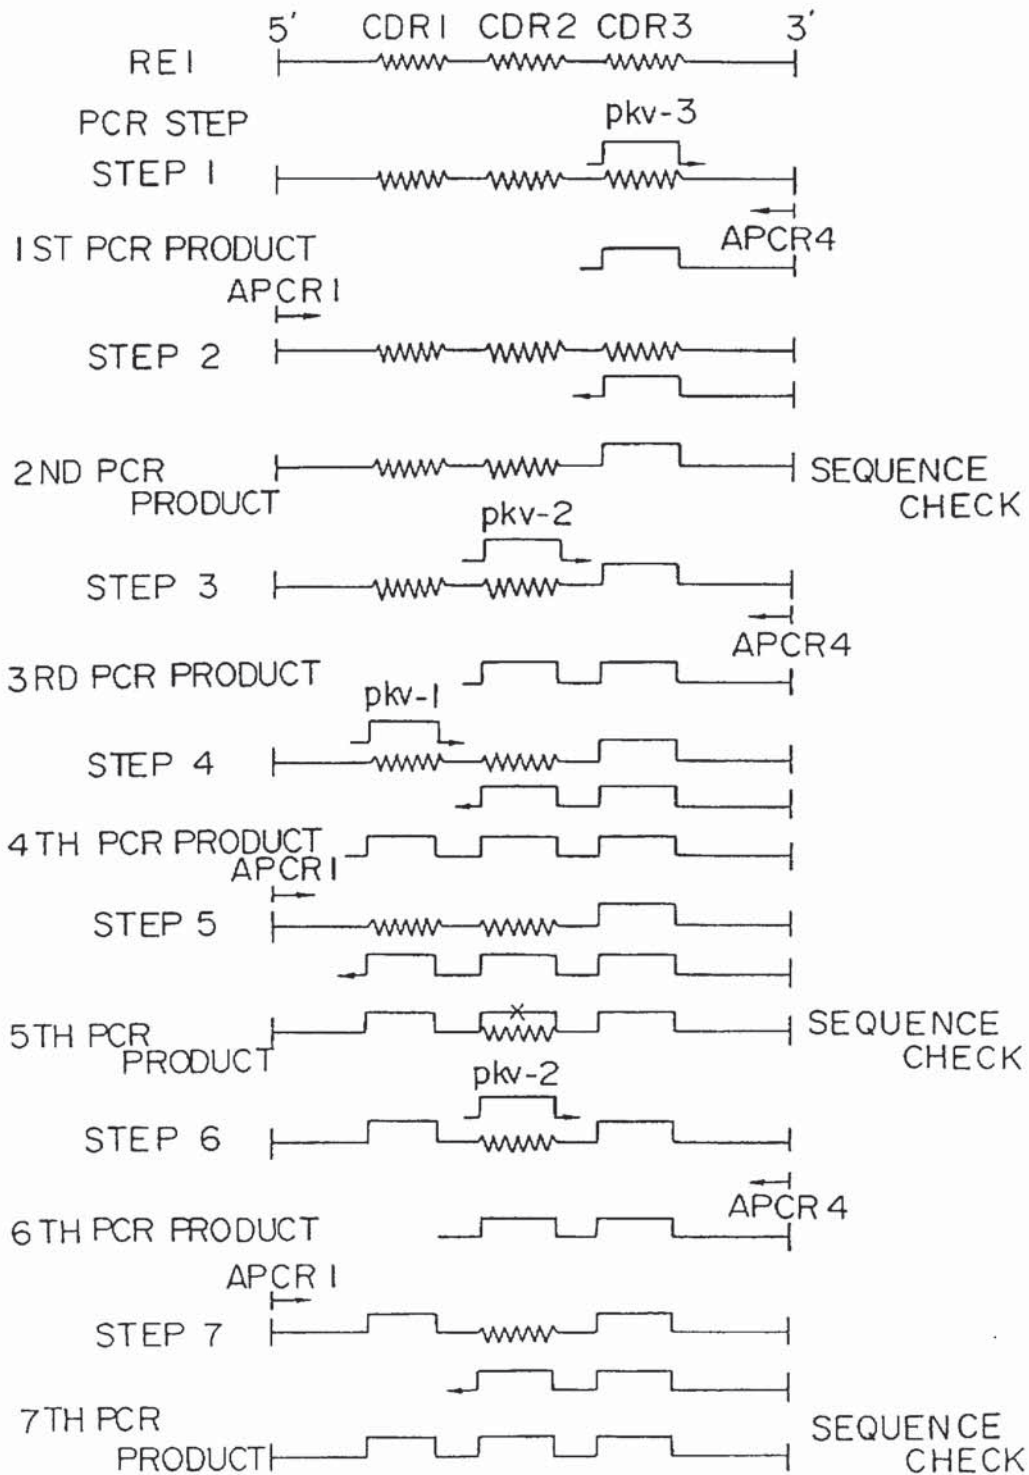 5' CDR1 CDR2 CDR3 3'
RE1
PCR STEP
pkv-3
STEP 1
APCR4
1ST PCR PRODUCT
APCR1
STEP 2
2ND PCR
PRODUCT
SEQUENCE
CHECK
pkv-2
STEP 3
APCR4
3RD PCR PRODUCT
pkv-1
STEP 4
4TH PCR PRODUCT
APCR1
STEP 5
×
5TH PCR
PRODUCT
SEQUENCE
CHECK
pkv-2
STEP 6
APCR4
6TH PCR PRODUCT
APCR1
STEP 7
7TH PCR
PRODUCT
SEQUENCE
CHECK